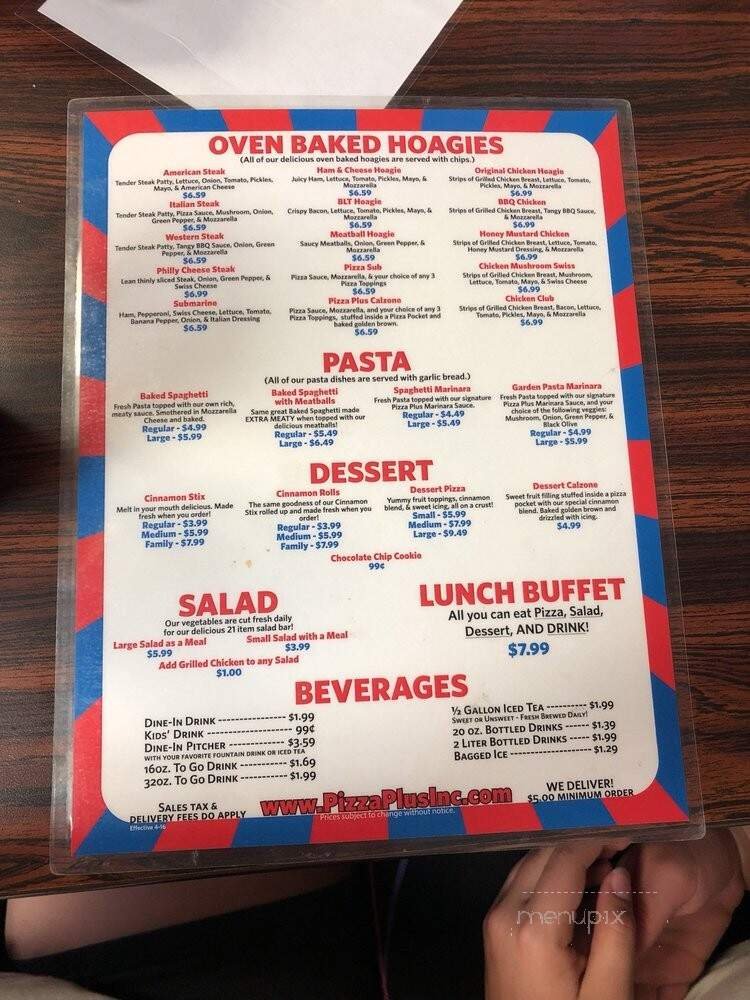 OVEN BAKED HOAGIES
(All of our delicious oven baked hoagies are served with chips.)
American Steak
Tender Steak Patty, Lettuce, Onion, Tomato, Pickles,
Mayo, & American Cheese
$6.59
Italian Steak
Tender Steak Patty, Pizza Sauce, Mushroom, Onion,
Green Pepper, & Mozzarella
$6.59
Western Steak
Tender Steak Patty, Tangy BBQ Sauce, Onion, Green
Pepper, & Mozzarella
$6.59
Philly Cheese Steak
Lean thinly sliced Steak, Onion, Green Pepper, &
Swiss Cheese
$6.99
Submarine
Ham, Pepperoni, Swiss Cheese, Lettuce, Tomato,
Banana Pepper, Onion, & Italian Dressing
$6.59
Ham & Cheese Hoagie
Juicy Ham, Lettuce, Tomato, Pickles, Mayo, &
Mozzarella
$6.59
BLT Hoagie
Crispy Bacon, Lettuce, Tomato, Pickles, Mayo, &
Mozzarella
$6.59
Meatball Hoagie
Saucy Meatballs, Onion, Green Pepper, &
Mozzarella
$6.59
Pizza Sub
Pizza Sauce, Mozzarella, & your choice of any 3
Pizza Toppings
$6.59
Pizza Plus Calzone
Pizza Sauce, Mozzarella, and your choice of any 3
Pizza Toppings, stuffed inside a Pizza Pocket and
baked golden brown.
$6.59
Original Chicken Hoagie
Strips of Grilled Chicken Breast, Lettuce, Tomato,
Pickles, Mayo, & Mozzarella
$6.99
BBQ Chicken
Strips of Grilled Chicken Breast, Tangy BBQ Sauce,
& Mozzarella
$6.99
Honey Mustard Chicken
Strips of Grilled Chicken Breast, Lettuce, Tomato,
Honey Mustard Dressing, & Mozzarella
$6.99
Chicken Mushroom Swiss
Strips of Grilled Chicken Breast, Mushroom,
Lettuce, Tomato, Mayo, & Swiss Cheese
$6.99
Chicken Club
Strips of Grilled Chicken Breast, Bacon, Lettuce,
Tomato, Pickles, Mayo, & Mozzarella
$6.99
PASTA
(All of our pasta dishes are served with garlic bread.)
Baked Spaghetti
Fresh Pasta topped with our own rich,
meaty sauce. Smothered in Mozzarella
Cheese and baked.
Regular - $4.99
Large - $5.99
Baked Spaghetti
with Meatballs
Same great Baked Spaghetti made
EXTRA MEATY when topped with our
delicious meatballs!
Regular - $5.49
Large - $6.49
Spaghetti Marinara
Fresh Pasta topped with our signature
Pizza Plus Marinara Sauce.
Regular - $4.49
Large - $5.49
Garden Pasta Marinara
Fresh Pasta topped with our signature
Pizza Plus Marinara Sauce, and your
choice of the following veggies:
Mushroom, Onion, Green Pepper, &
Black Olive
Regular - $4.99
Large - $5.99
DESSERT
Cinnamon Stix
Melt in your mouth delicious. Made
fresh when you order!
Regular - $3.99
Medium - $5.99
Family - $7.99
Cinnamon Rolls
The same goodness of our Cinnamon
Stix rolled up and made fresh when you
order!
Regular - $3.99
Medium - $5.99
Family - $7.99
Dessert Pizza
Yummy fruit toppings, cinnamon
blend, & sweet icing, all on a crust!
Small - $5.99
Medium - $7.99
Large - $9.49
Dessert Calzone
Sweet fruit filling stuffed inside a pizza
pocket with our special cinnamon
blend. Baked golden brown and
drizzled with icing.
$4.99
Chocolate Chip Cookie
99¢
SALAD
Our vegetables are cut fresh daily
for our delicious 21 item salad bar!
Large Salad as a Meal
$5.99
Small Salad with a Meal
$3.99
Add Grilled Chicken to any Salad
$1.00
LUNCH BUFFET
All you can eat Pizza, Salad,
Dessert, AND DRINK!
$7.99
BEVERAGES
DINE-IN DRINK --------------- $1.99
KIDS' DRINK ------------------- 99¢
DINE-IN PITCHER ------------ $3.59
WITH YOUR FAVORITE FOUNTAIN DRINK OR ICED TEA
16OZ. TO GO DRINK ---------- $1.69
32OZ. TO GO DRINK ---------- $1.99
½ GALLON ICED TEA ---------- $1.99
SWEET OR UNSWEET - FRESH BREWED DAILY!
20 OZ. BOTTLED DRINKS ------ $1.39
2 LITER BOTTLED DRINKS ----- $1.99
BAGGED ICE ------------------ $1.29
SALES TAX &
DELIVERY FEES DO APPLY
Effective 4-16
www.PizzaPlusInc.com
Prices subject to change without notice.
WE DELIVER!
$5.00 MINIMUM ORDER
menupix